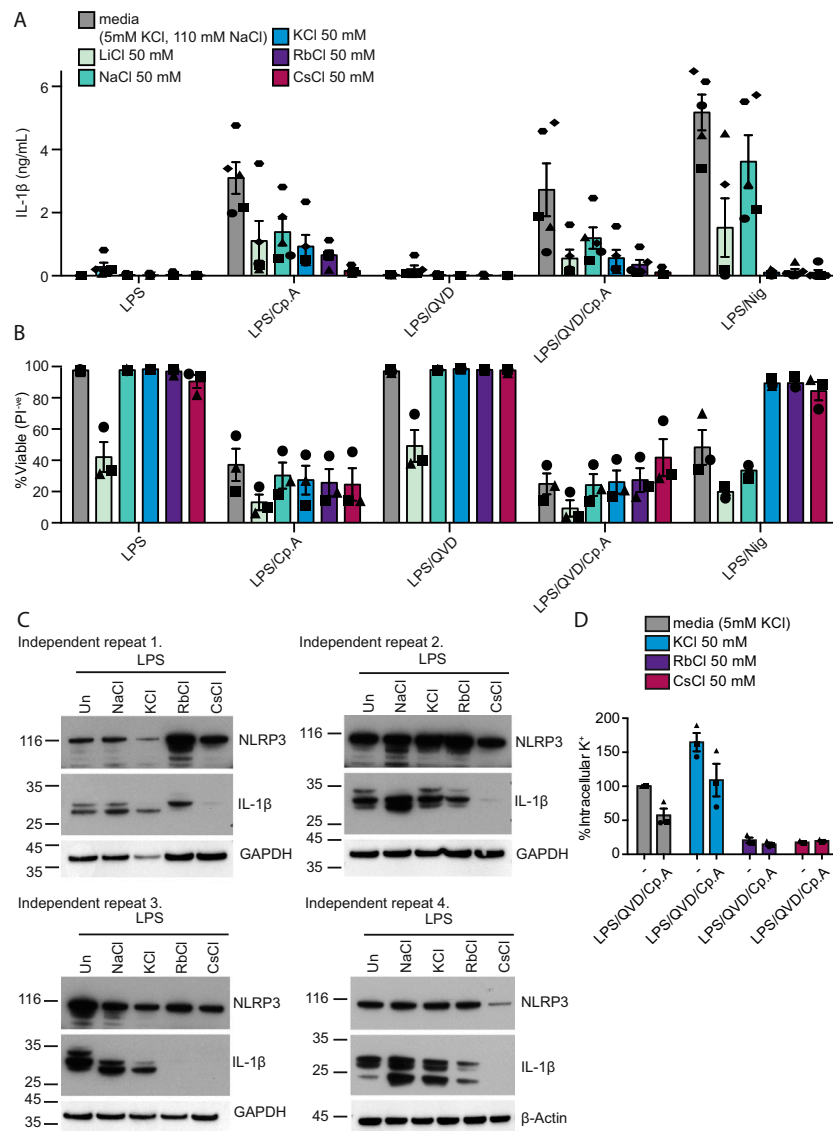 A
media
(5mM KCl, 110 mM NaCl)
LiCl 50 mM
NaCl 50 mM
KCl 50 mM
RbCl 50 mM
CsCl 50 mM
IL-1β (ng/mL)
6
4
2
0
LPS
LPS/Cp.A
LPS/QVD
LPS/QVD/Cp.A
LPS/Nig
B
%Viable (PI-ve)
100
80
60
40
20
0
LPS
LPS/Cp.A
LPS/QVD
LPS/QVD/Cp.A
LPS/Nig
C
Independent repeat 1.
LPS
Un
NaCl
KCl
RbCl
CsCl
116
NLRP3
35
25
IL-1β
45
35
GAPDH
Independent repeat 2.
LPS
Un
NaCl
KCl
RbCl
CsCl
116
NLRP3
35
25
IL-1β
45
35
GAPDH
Independent repeat 3.
LPS
Un
NaCl
KCl
RbCl
CsCl
116
NLRP3
35
25
IL-1β
45
35
GAPDH
Independent repeat 4.
LPS
Un
NaCl
KCl
RbCl
CsCl
116
NLRP3
35
25
IL-1β
45
β-Actin
D
media (5mM KCl)
KCl 50 mM
RbCl 50 mM
CsCl 50 mM
%Intracellular K+
200
150
100
50
0
-
LPS/QVD/Cp.A
-
LPS/QVD/Cp.A
-
LPS/QVD/Cp.A
-
LPS/QVD/Cp.A